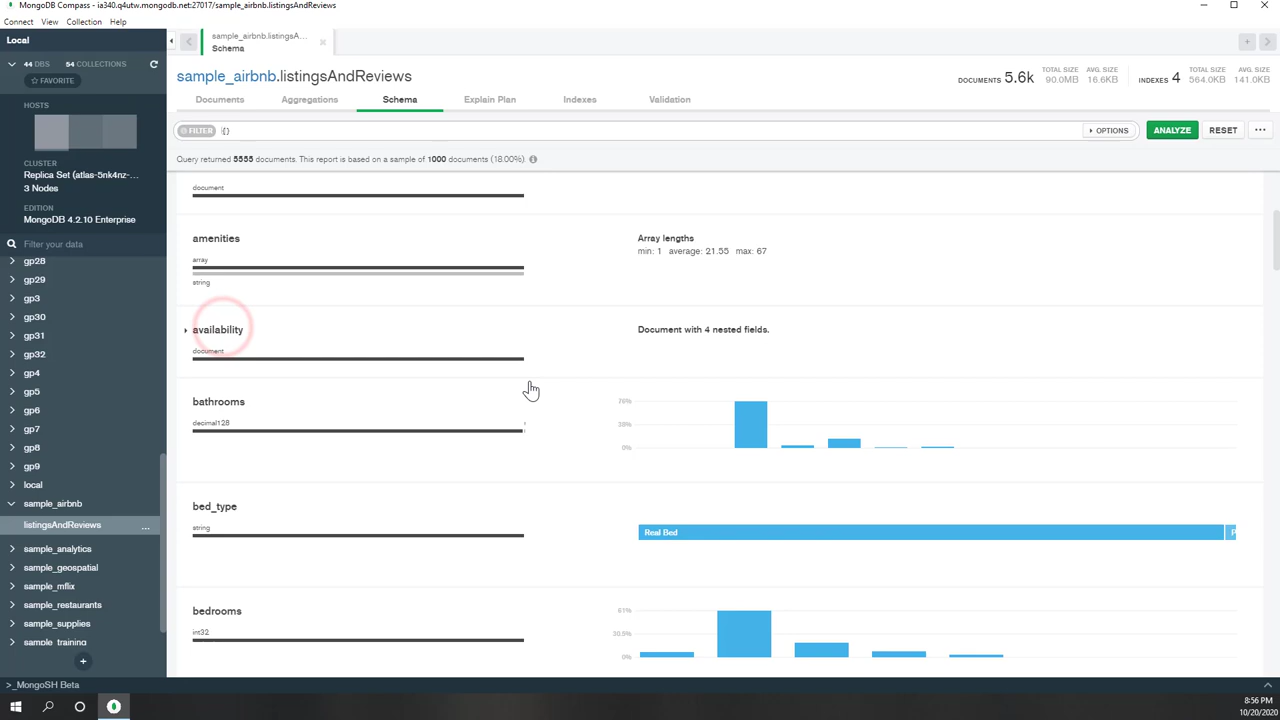 MongoDB Compass - ia340.q4utw.mongodb.net:27017/sample_airbnb.listingsAndReviews
Connect View Collection Help
Local
44 DBS 54 COLLECTIONS
FAVORITE
HOSTS
CLUSTER
Replica Set (atlas-5nk4nz-...
3 Nodes
EDITION
MongoDB 4.2.10 Enterprise
Filter your data
gp28
gp29
gp3
gp30
gp31
gp32
gp4
gp5
gp6
gp7
gp8
gp9
local
sample_airbnb
listingsAndReviews ...
sample_analytics
sample_geospatial
sample_mflix
sample_restaurants
sample_supplies
sample_training
+
sample_airbnb.listingsA...
Schema
sample_airbnb.listingsAndReviews
DOCUMENTS 5.6k
TOTAL SIZE
90.0MB
AVG. SIZE
16.6KB
INDEXES 4
TOTAL SIZE
564.0KB
AVG. SIZE
141.0KB
Documents Aggregations Schema Explain Plan Indexes Validation
FILTER {} OPTIONS ANALYZE RESET ...
Query returned 5555 documents. This report is based on a sample of 1000 documents (18.00%).
document
amenities
array
string
Array lengths
min: 1 average: 21.55 max: 67
availability
document
Document with 4 nested fields.
bathrooms
decimal128
76%
38%
0%
bed_type
string
Real Bed
bedrooms
int32
61%
30.5%
0%
>_MongoSH Beta
8:56 PM
10/20/2020